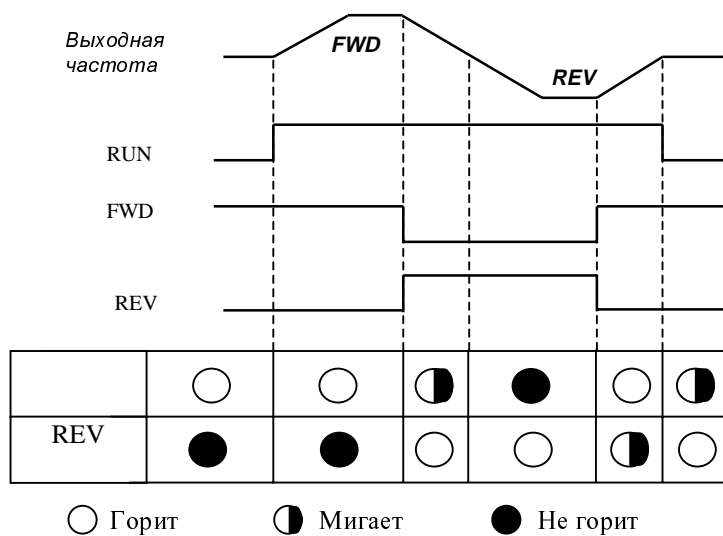 Выходная
частота
FWD
REV
RUN
FWD
REV
REV
Горит Мигает Не горит